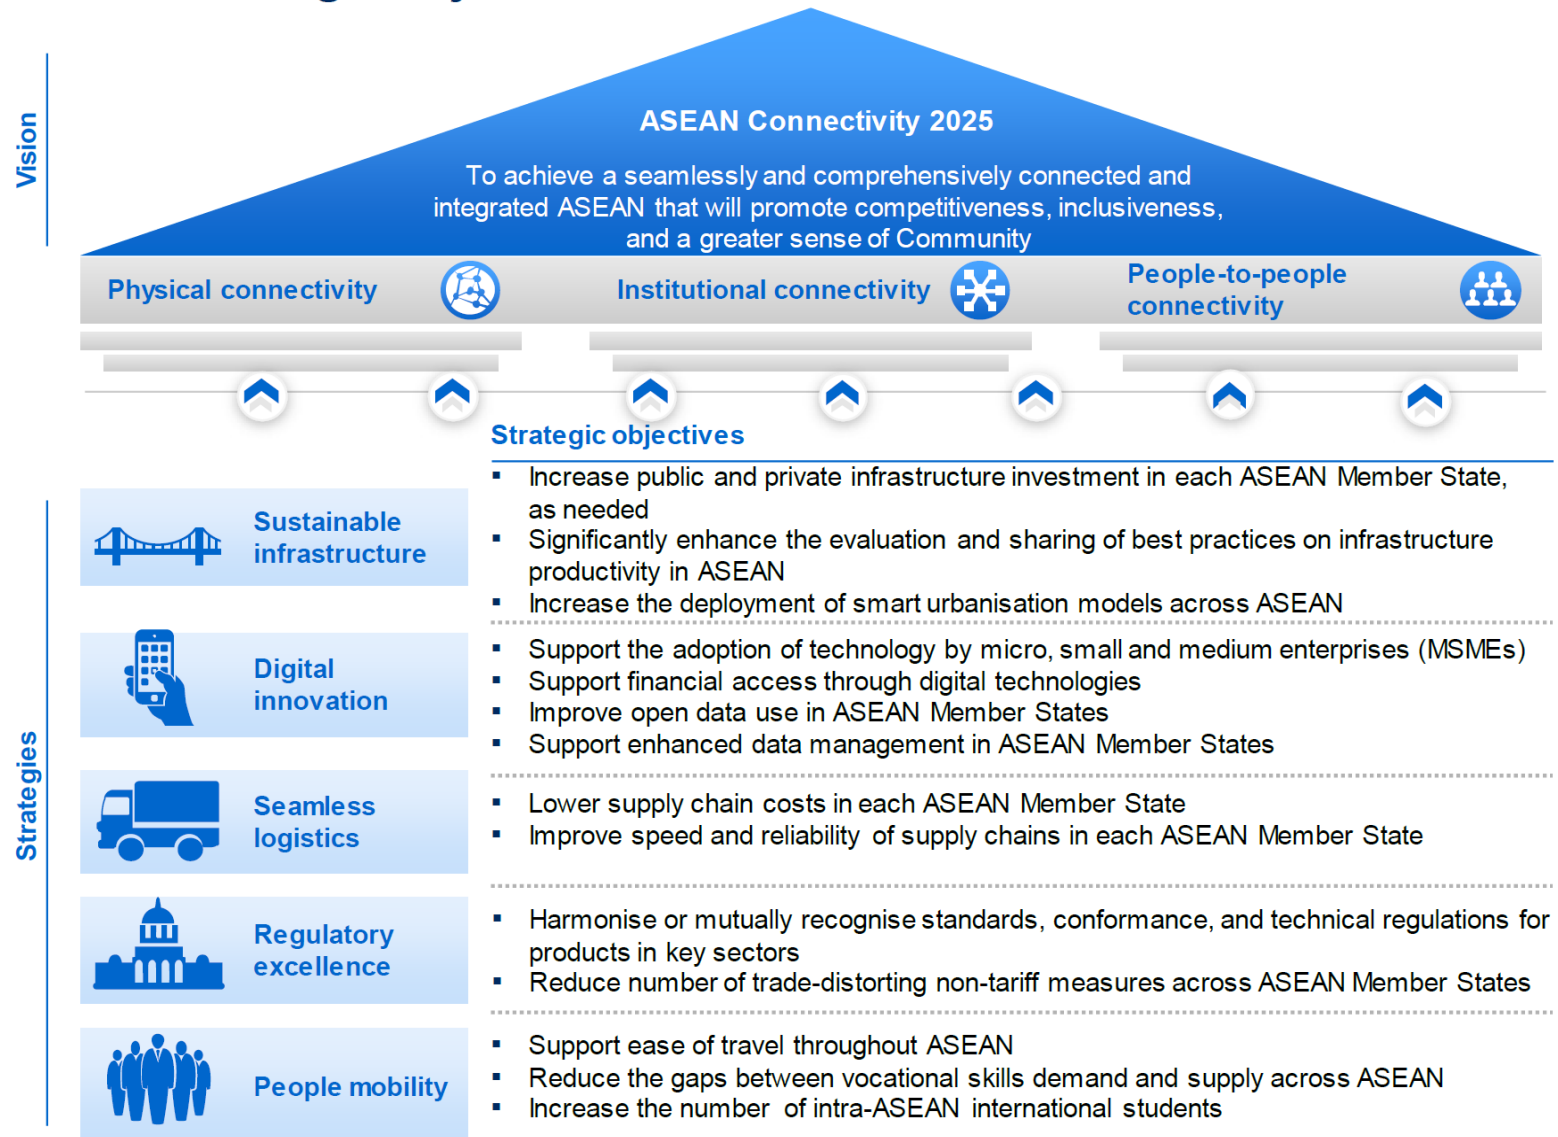 Vision
ASEAN Connectivity 2025
To achieve a seamlessly and comprehensively connected and
integrated ASEAN that will promote competitiveness, inclusiveness,
and a greater sense of Community
Physical connectivity
Institutional connectivity
People-to-people
connectivity
Strategic objectives
Strategies
Sustainable
infrastructure
▪ Increase public and private infrastructure investment in each ASEAN Member State,
as needed
▪ Significantly enhance the evaluation and sharing of best practices on infrastructure
productivity in ASEAN
▪ Increase the deployment of smart urbanisation models across ASEAN
Digital
innovation
▪ Support the adoption of technology by micro, small and medium enterprises (MSMEs)
▪ Support financial access through digital technologies
▪ Improve open data use in ASEAN Member States
▪ Support enhanced data management in ASEAN Member States
Seamless
logistics
▪ Lower supply chain costs in each ASEAN Member State
▪ Improve speed and reliability of supply chains in each ASEAN Member State
Regulatory
excellence
▪ Harmonise or mutually recognise standards, conformance, and technical regulations for
products in key sectors
▪ Reduce number of trade-distorting non-tariff measures across ASEAN Member States
People mobility
▪ Support ease of travel throughout ASEAN
▪ Reduce the gaps between vocational skills demand and supply across ASEAN
▪ Increase the number of intra-ASEAN international students